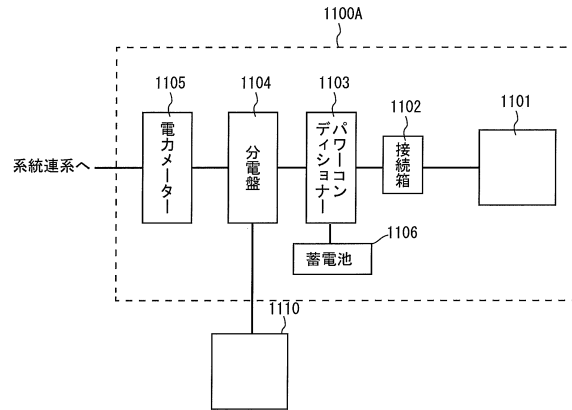 1100A
1105
1104
1103
1102
1101
系統連系へ
電力メーター
分電盤
パワーコン
ディショナー
接続箱
蓄電池
1106
1110